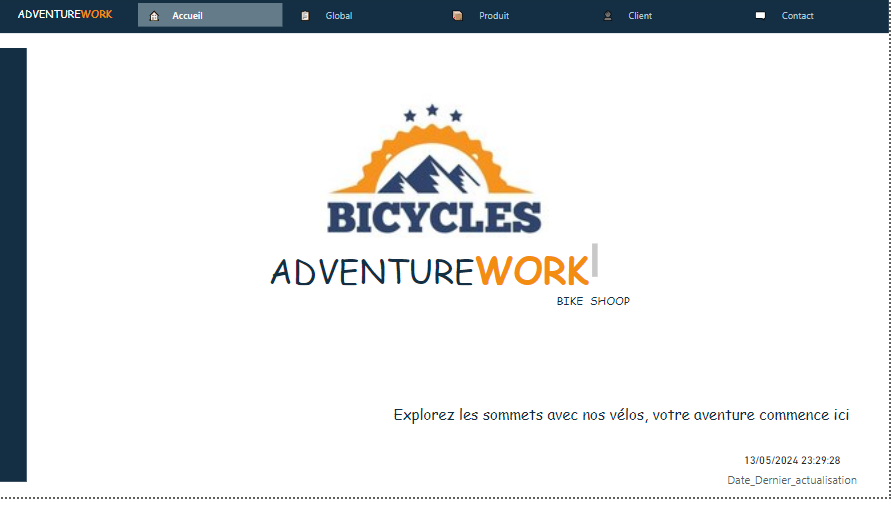 ADVENTUREWORK
Accueil
Global
Produit
Client
Contact
BICYCLES
ADVENTUREWORK
BIKE SHOOP
Explorez les sommets avec nos vélos, votre aventure commence ici
13/05/2024 23:29:28
Date_Dernier_actualisation